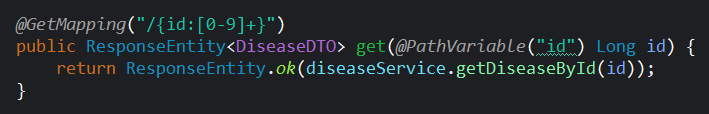 @GetMapping("/{id:[0-9]+}")
public ResponseEntity<DiseaseDTO> get(@PathVariable("id") Long id) {
    return ResponseEntity.ok(diseaseService.getDiseaseById(id));
}